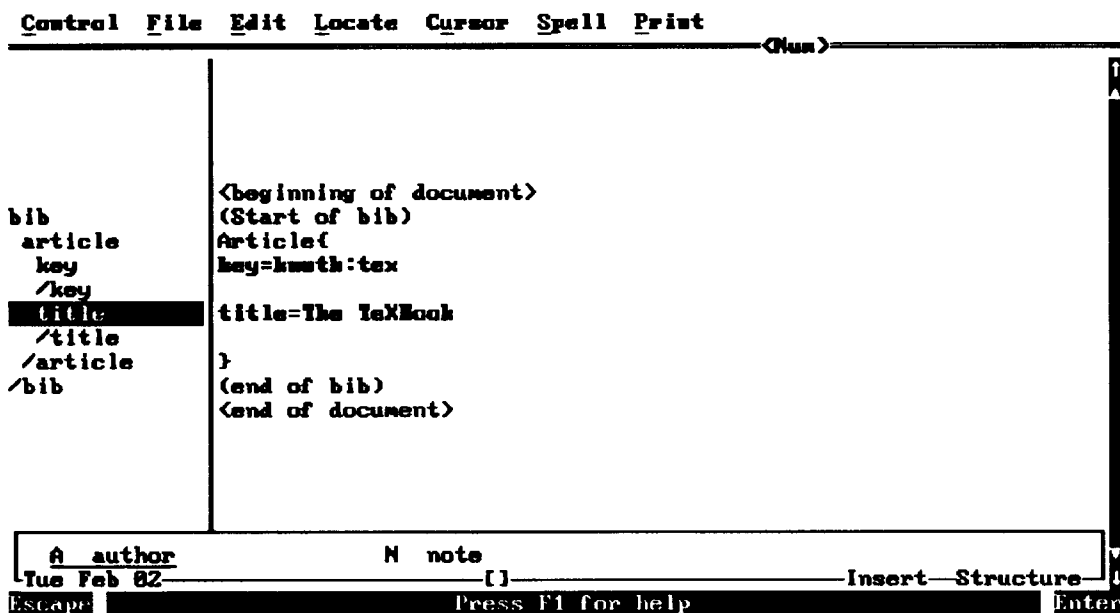 Control File Edit Locate Cursor Spell Print
<Num>
<beginning of document>
bib (Start of bib)
article Article{
key key=knuth:tex
/key
title title=The TeXBook
/title
/article }
/bib (end of bib)
<end of document>
A author N note
Tue Feb 02 [] Insert Structure
Escape Press F1 for help Enter